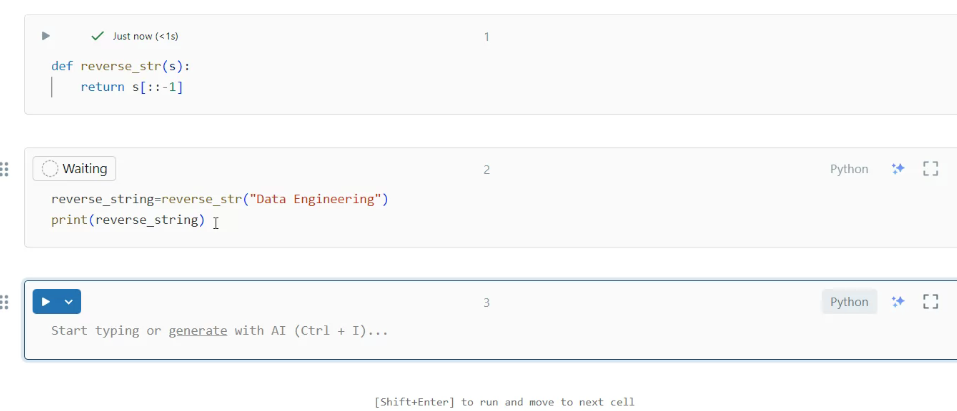 Just now (<1s)
1
def reverse_str(s):
    return s[::-1]
Waiting
2
Python
reverse_string=reverse_str("Data Engineering")
print(reverse_string)
3
Python
Start typing or generate with AI (Ctrl + I)...
[Shift+Enter] to run and move to next cell